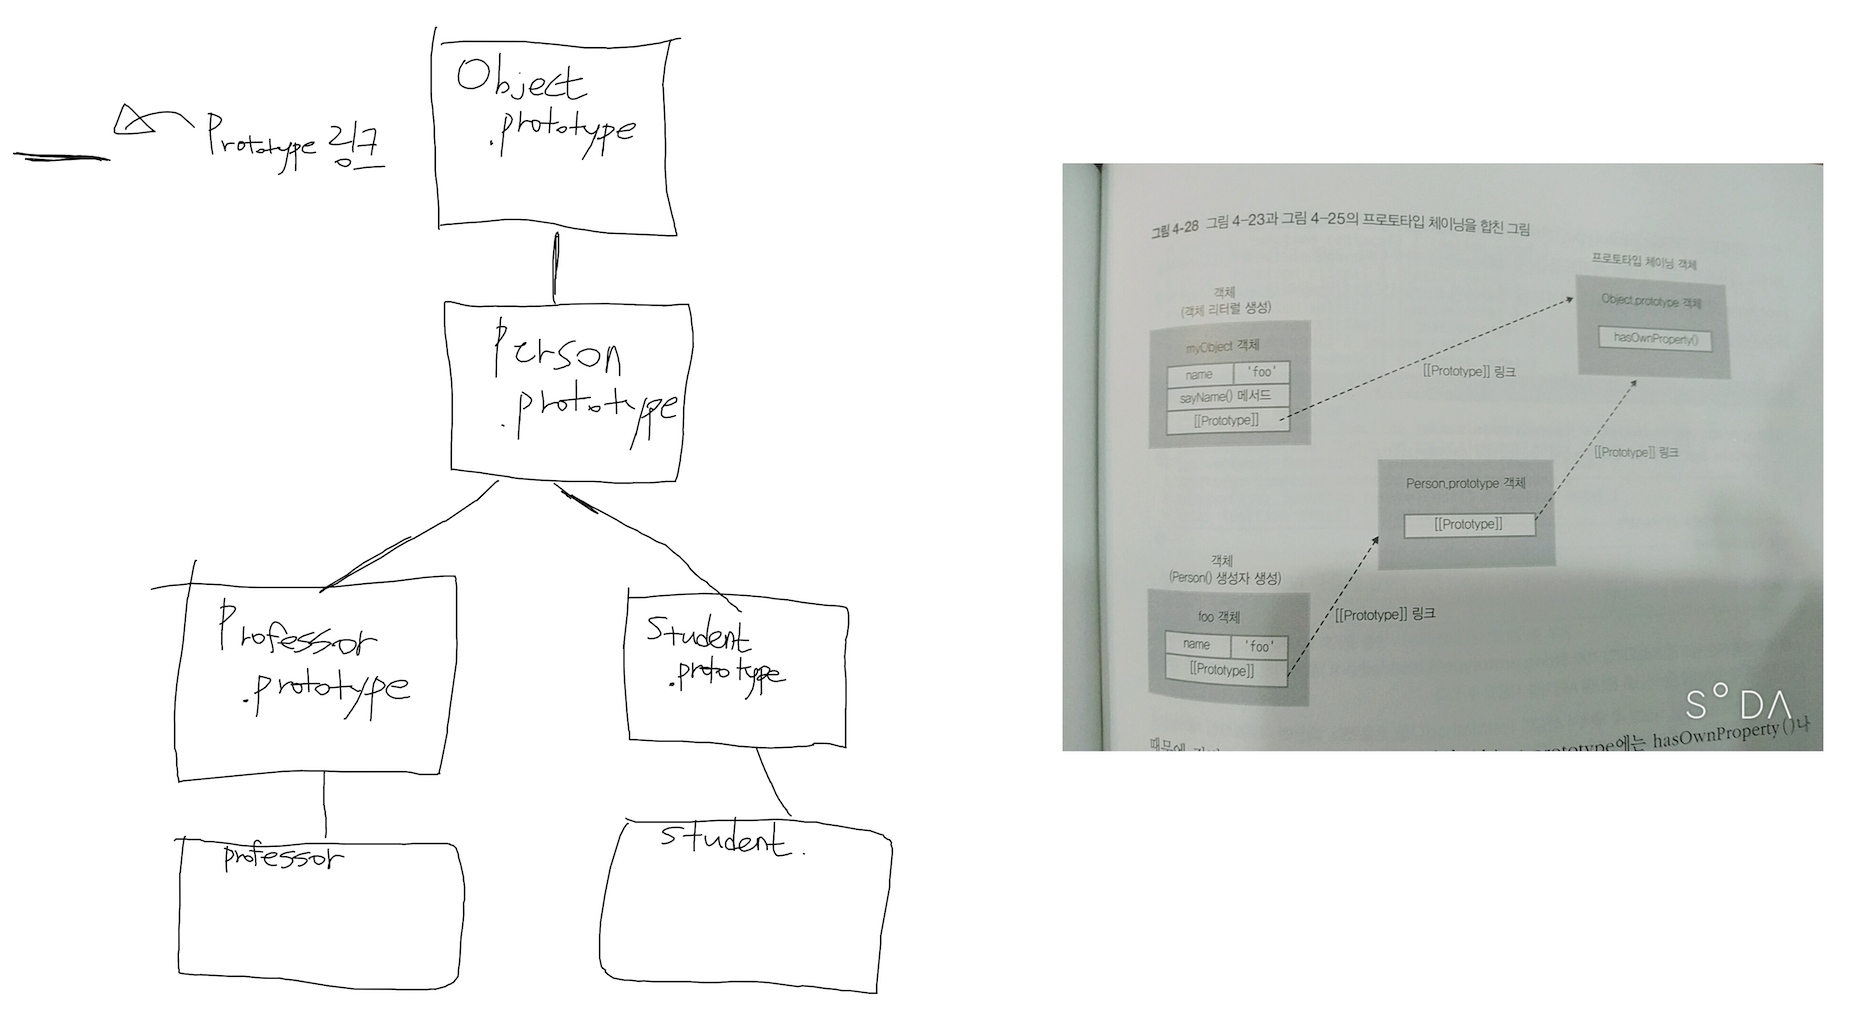 Object
.prototype
Prototype 링크
Person
.prototype
Professor
.prototype
Student
.prototype
professor
student.
그림 4-28 그림 4-23과 그림 4-25의 프로토타입 체이닝을 합친 그림
프로토타입 체이닝 객체
Object.prototype 객체
hasOwnProperty()
객체
(객체 리터럴 생성)
myObject 객체
name 'foo'
sayName() 메서드
[[Prototype]]
[[Prototype]] 링크
[[Prototype]] 링크
Person.prototype 객체
[[Prototype]]
객체
(Person() 생성자 생성)
foo 객체
name 'foo'
[[Prototype]]
[[Prototype]] 링크
SODA
prototype에는 hasOwnProperty()나